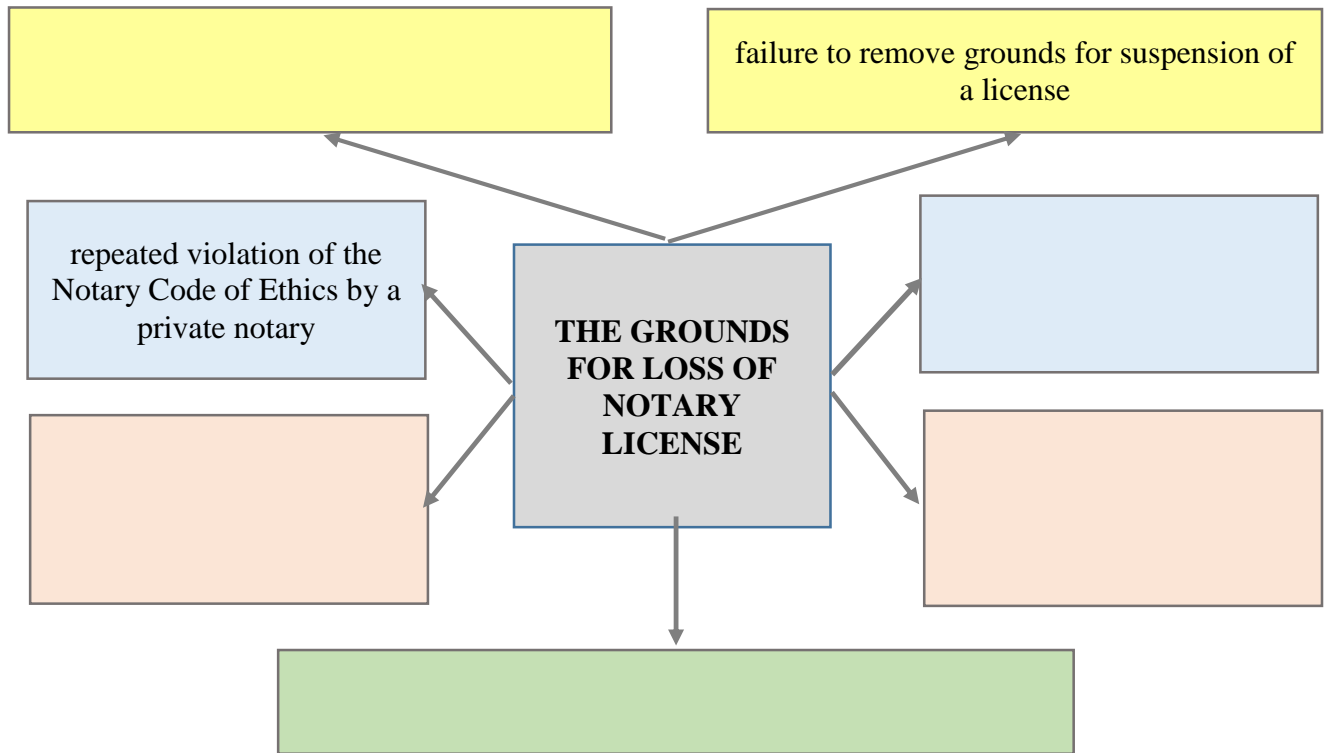 failure to remove grounds for suspension of
a license
repeated violation of the
Notary Code of Ethics by a
private notary
THE GROUNDS
FOR LOSS OF
NOTARY
LICENSE